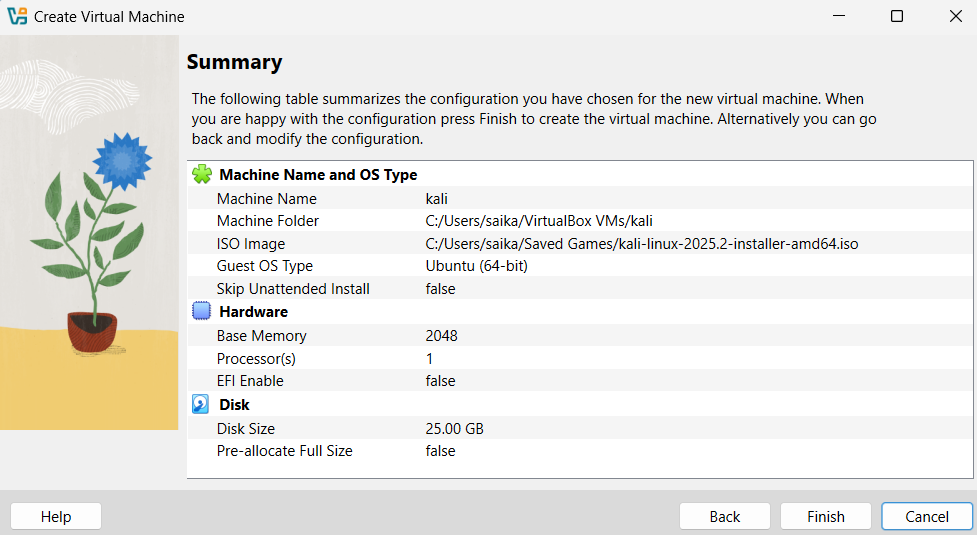 Create Virtual Machine
Summary
The following table summarizes the configuration you have chosen for the new virtual machine. When
you are happy with the configuration press Finish to create the virtual machine. Alternatively you can go
back and modify the configuration.
Machine Name and OS Type
Machine Name kali
Machine Folder C:/Users/saika/VirtualBox VMs/kali
ISO Image C:/Users/saika/Saved Games/kali-linux-2025.2-installer-amd64.iso
Guest OS Type Ubuntu (64-bit)
Skip Unattended Install false
Hardware
Base Memory 2048
Processor(s) 1
EFI Enable false
Disk
Disk Size 25.00 GB
Pre-allocate Full Size false
Help Back Finish Cancel